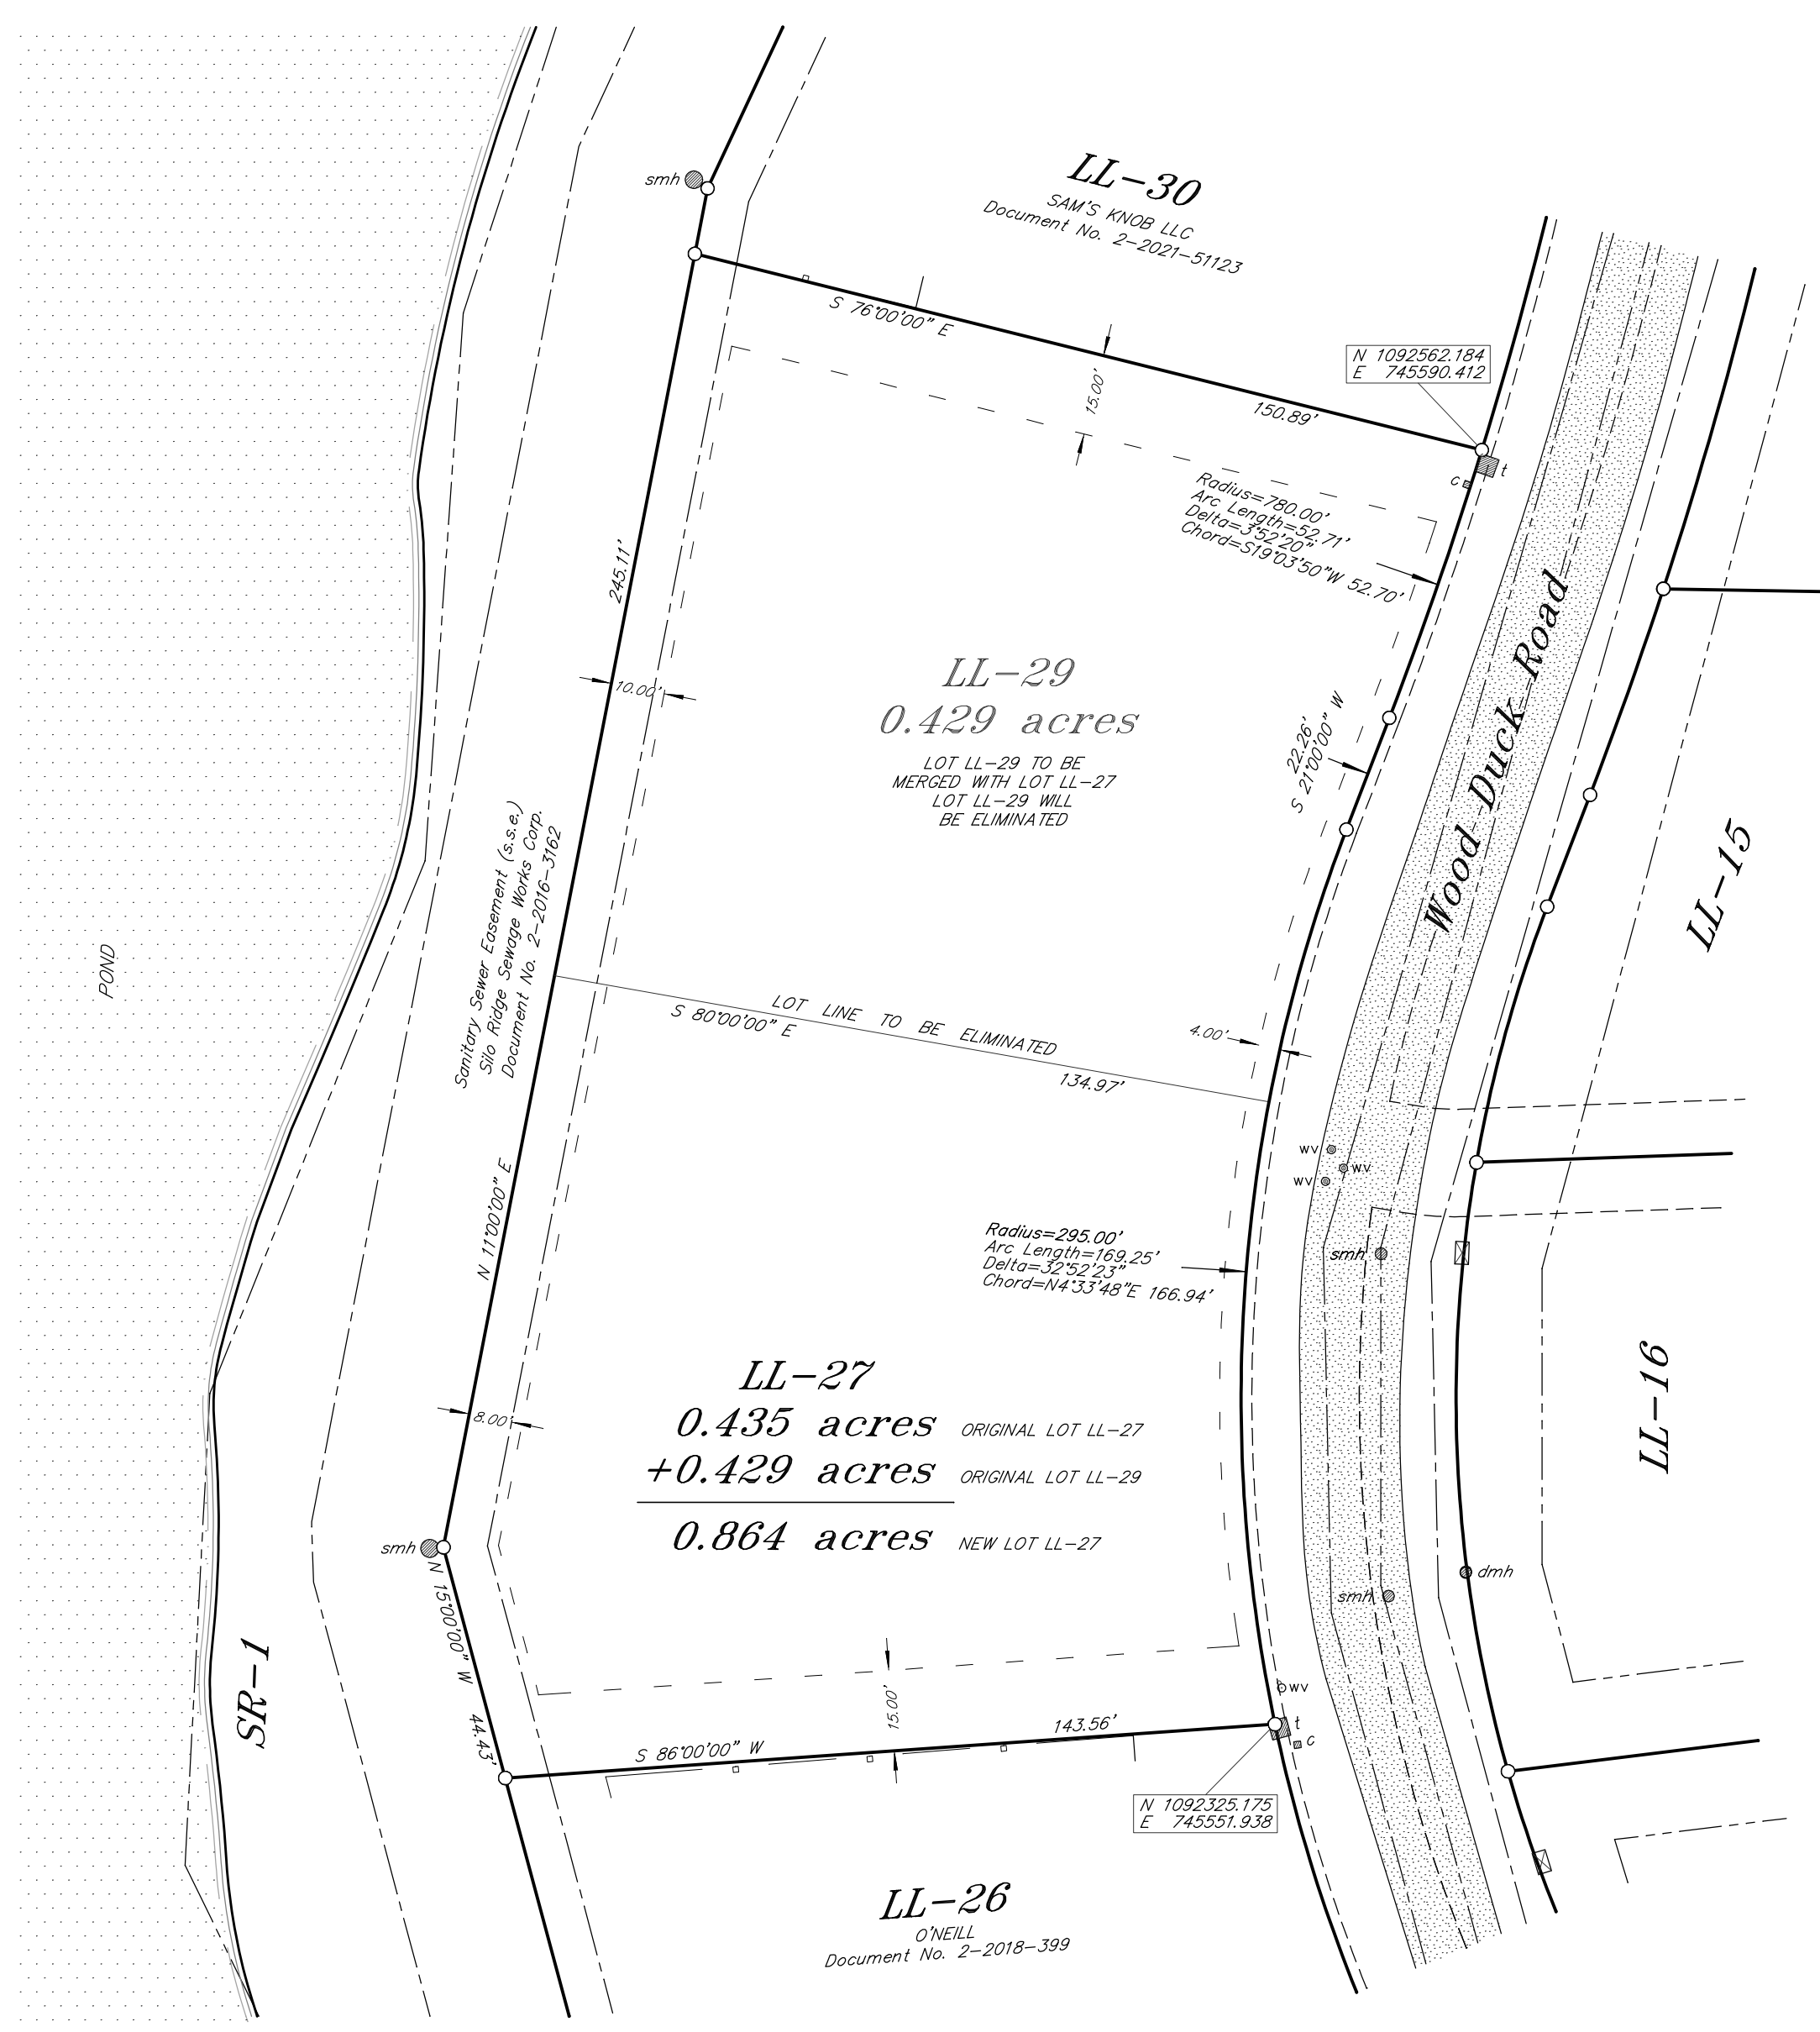 smh
LL-30
SAM'S KNOB LLC
Document No. 2-2021-51123
S 76°00'00" E
150.89'
15.00'
N 1092562.184
E 745590.412
t
c
Radius=780.00'
Arc Length=52.71'
Delta=3°52'20"
Chord=S19°03'50"W 52.70'
245.11'
10.00'
LL-29
0.429 acres
LOT LL-29 TO BE
MERGED WITH LOT LL-27
LOT LL-29 WILL
BE ELIMINATED
22.26'
S 21°00'00" W
Wood Duck Road
LL-15
POND
Sanitary Sewer Easement (s.s.e.)
Silo Ridge Sewage Works Corp.
Document No. 2-2016-3162
LOT LINE TO BE ELIMINATED
S 80°00'00" E
134.97'
4.00'
wv
wv
wv
N 11°00'00" E
Radius=295.00'
Arc Length=169.25'
Delta=32°52'23"
Chord=N4°33'48"E 166.94'
smh
LL-16
LL-27
0.435 acres ORIGINAL LOT LL-27
+0.429 acres ORIGINAL LOT LL-29
0.864 acres NEW LOT LL-27
8.00'
smh
N 15°00'00" W
44.43'
dmh
smh
SR-1
15.00'
wv
t
c
S 86°00'00" W
143.56'
N 1092325.175
E 745551.938
LL-26
O'NEILL
Document No. 2-2018-399